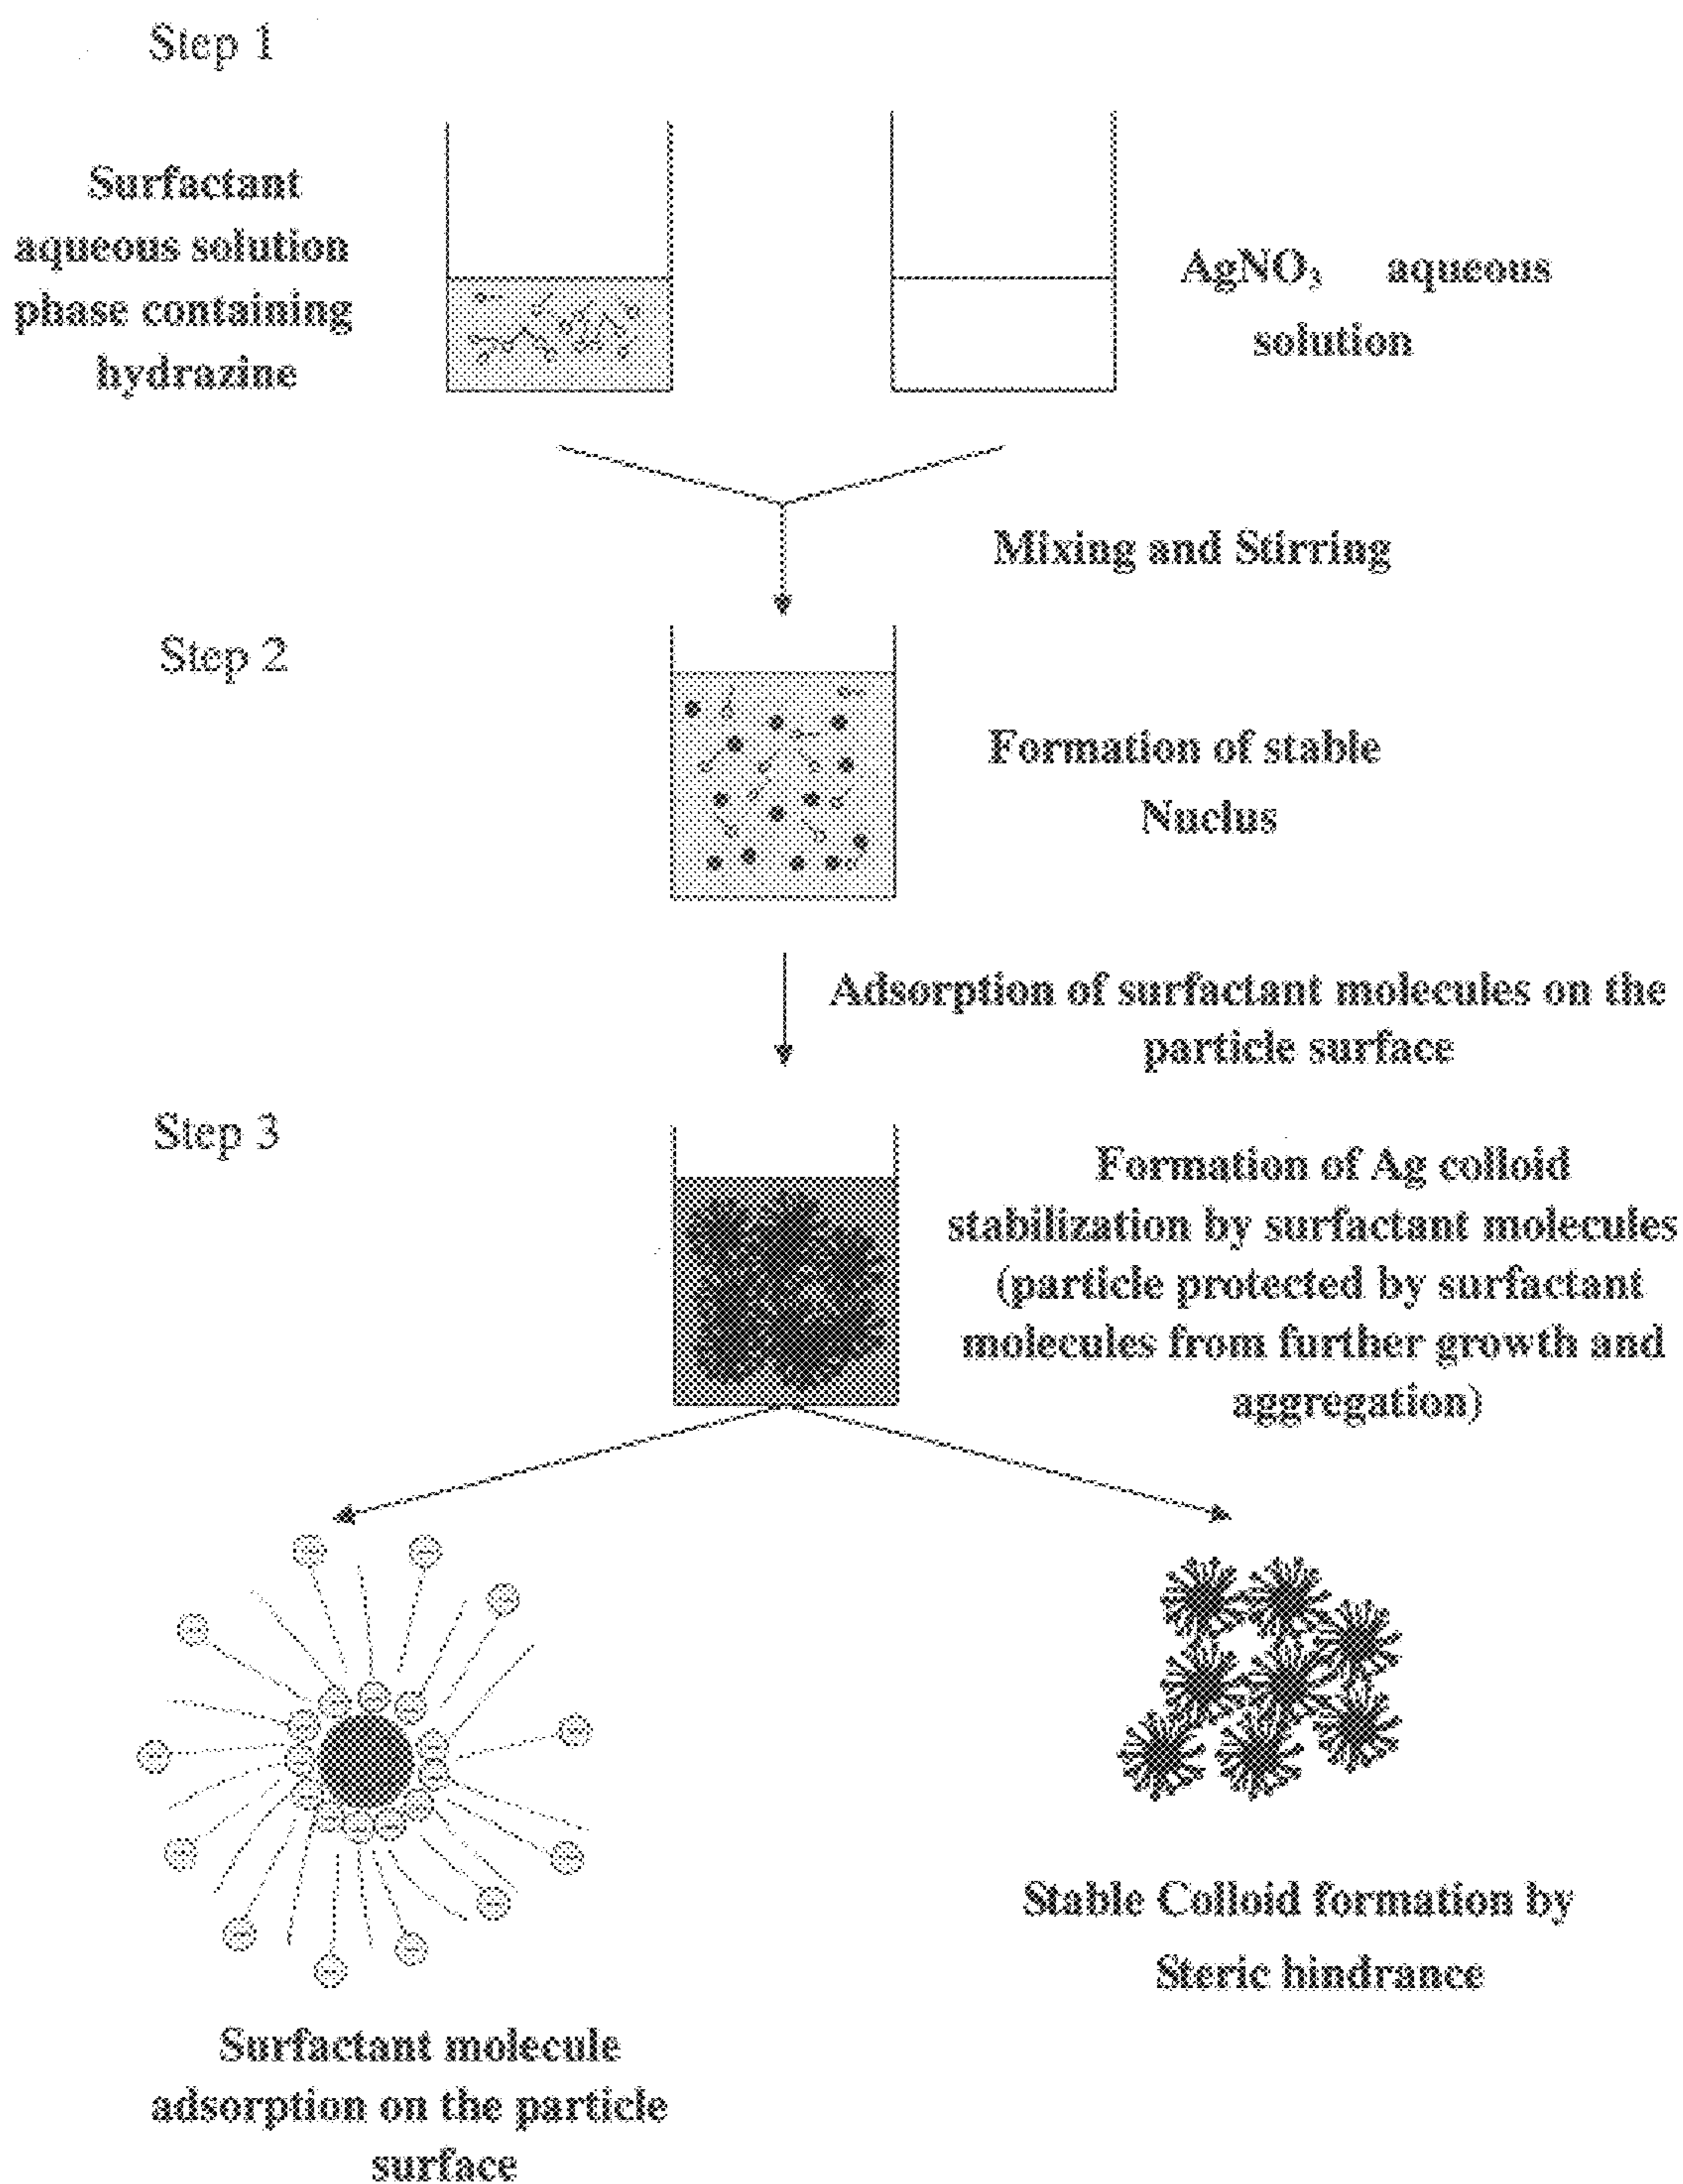 Step 1
Surfactant
aqueous solution
phase containing
hydrazine
AgNO₃ aqueous
solution
Mixing and Stirring
Step 2
Formation of stable
Nuclus
Adsorption of surfactant molecules on the
particle surface
Step 3
Formation of Ag colloid
stabilization by surfactant molecules
(particle protected by surfactant
molecules from further growth and
aggregation)
Stable Colloid formation by
Steric hindrance
Surfactant molecule
adsorption on the particle
surface